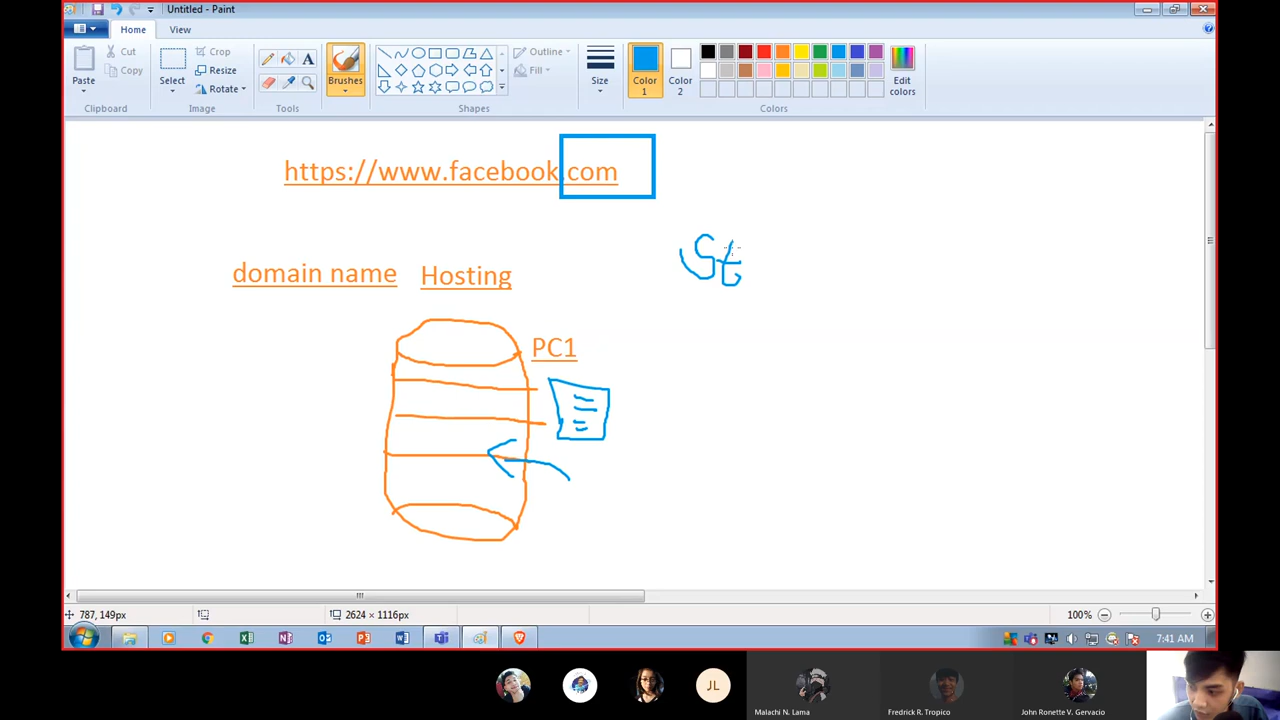 Untitled - Paint
Home View
Cut
Copy
Paste
Clipboard
Crop
Resize
Rotate
Select
Image
A
Tools
Brushes
Outline
Fill
Shapes
Size
Color 1
Color 2
Edit colors
Colors
https://www.facebook.com
St
domain name Hosting
PC1
787, 149px
2624 × 1116px
100%
7:41 AM
JL
Malachi N. Lama
Fredrick R. Tropico
John Ronette V. Gervacio